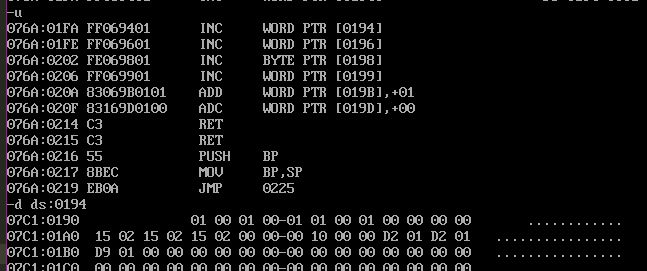 -u
076A:01FA FF069401 INC WORD PTR [0194]
076A:01FE FF069601 INC WORD PTR [0196]
076A:0202 FE069801 INC BYTE PTR [0198]
076A:0206 FF069901 INC WORD PTR [0199]
076A:020A 83069B0101 ADD WORD PTR [019B],+01
076A:020F 83169D0100 ADC WORD PTR [019D],+00
076A:0214 C3 RET
076A:0215 C3 RET
076A:0216 55 PUSH BP
076A:0217 8BEC MOV BP,SP
076A:0219 EB0A JMP 0225
-d ds:0194
07C1:0190 01 00 01 00-01 01 00 01 00 00 00 00 ............
07C1:01A0 15 02 15 02 15 02 00 00-00 10 00 00 D2 01 D2 01 ................
07C1:01B0 D9 01 00 00 00 00 00 00-00 00 00 00 00 00 00 00 ................
07C1:01C0 00 00 00 00 00 00 00 00-00 00 00 00 00 00 00 00